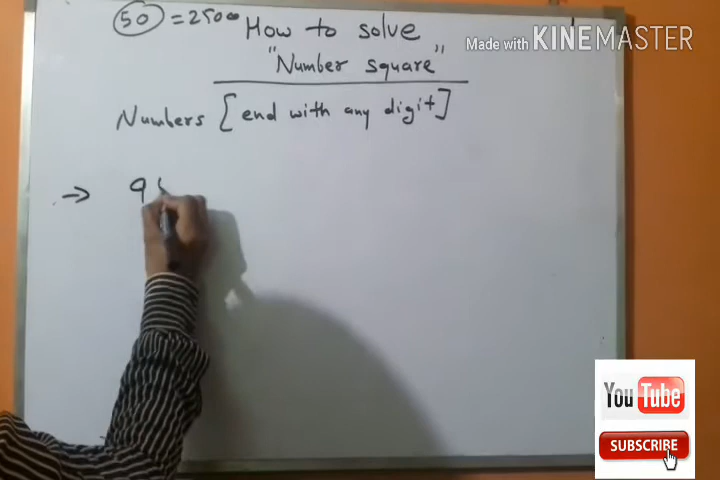 50 = 2500 How to solve
Made with KINEMASTER
"Number square"
Numbers [end with any digit]
→ 9
You Tube
SUBSCRIBE